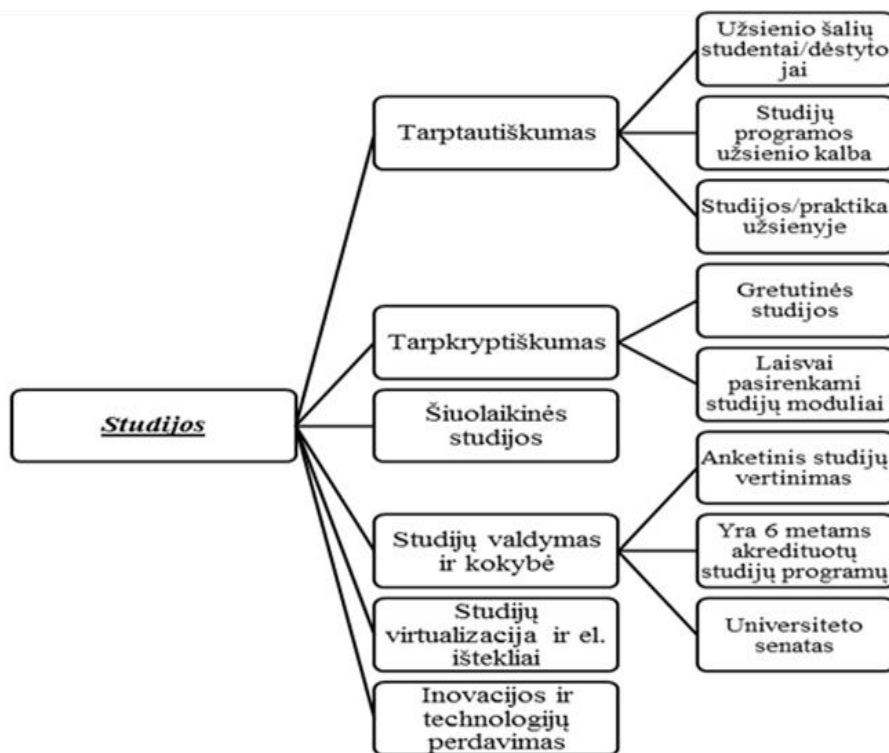 Užsienio šalių
studentai/dėstyto
jai
Tarptautiškumas
Studijų
programos
užsienio kalba
Studijos/praktika
užsienyje
Gretutinės
studijos
Tarpkryptiškumas
Laisvai
pasirenkami
studijų moduliai
Studijos
Šiuolaikinės
studijos
Anketinis studijų
vertinimas
Studijų valdymas
ir kokybė
Yra 6 metams
akredituotų
studijų programų
Universiteto
senatas
Studijų
virtualizacija ir el.
ištekliai
Inovacijos ir
technologijų
perdavimas